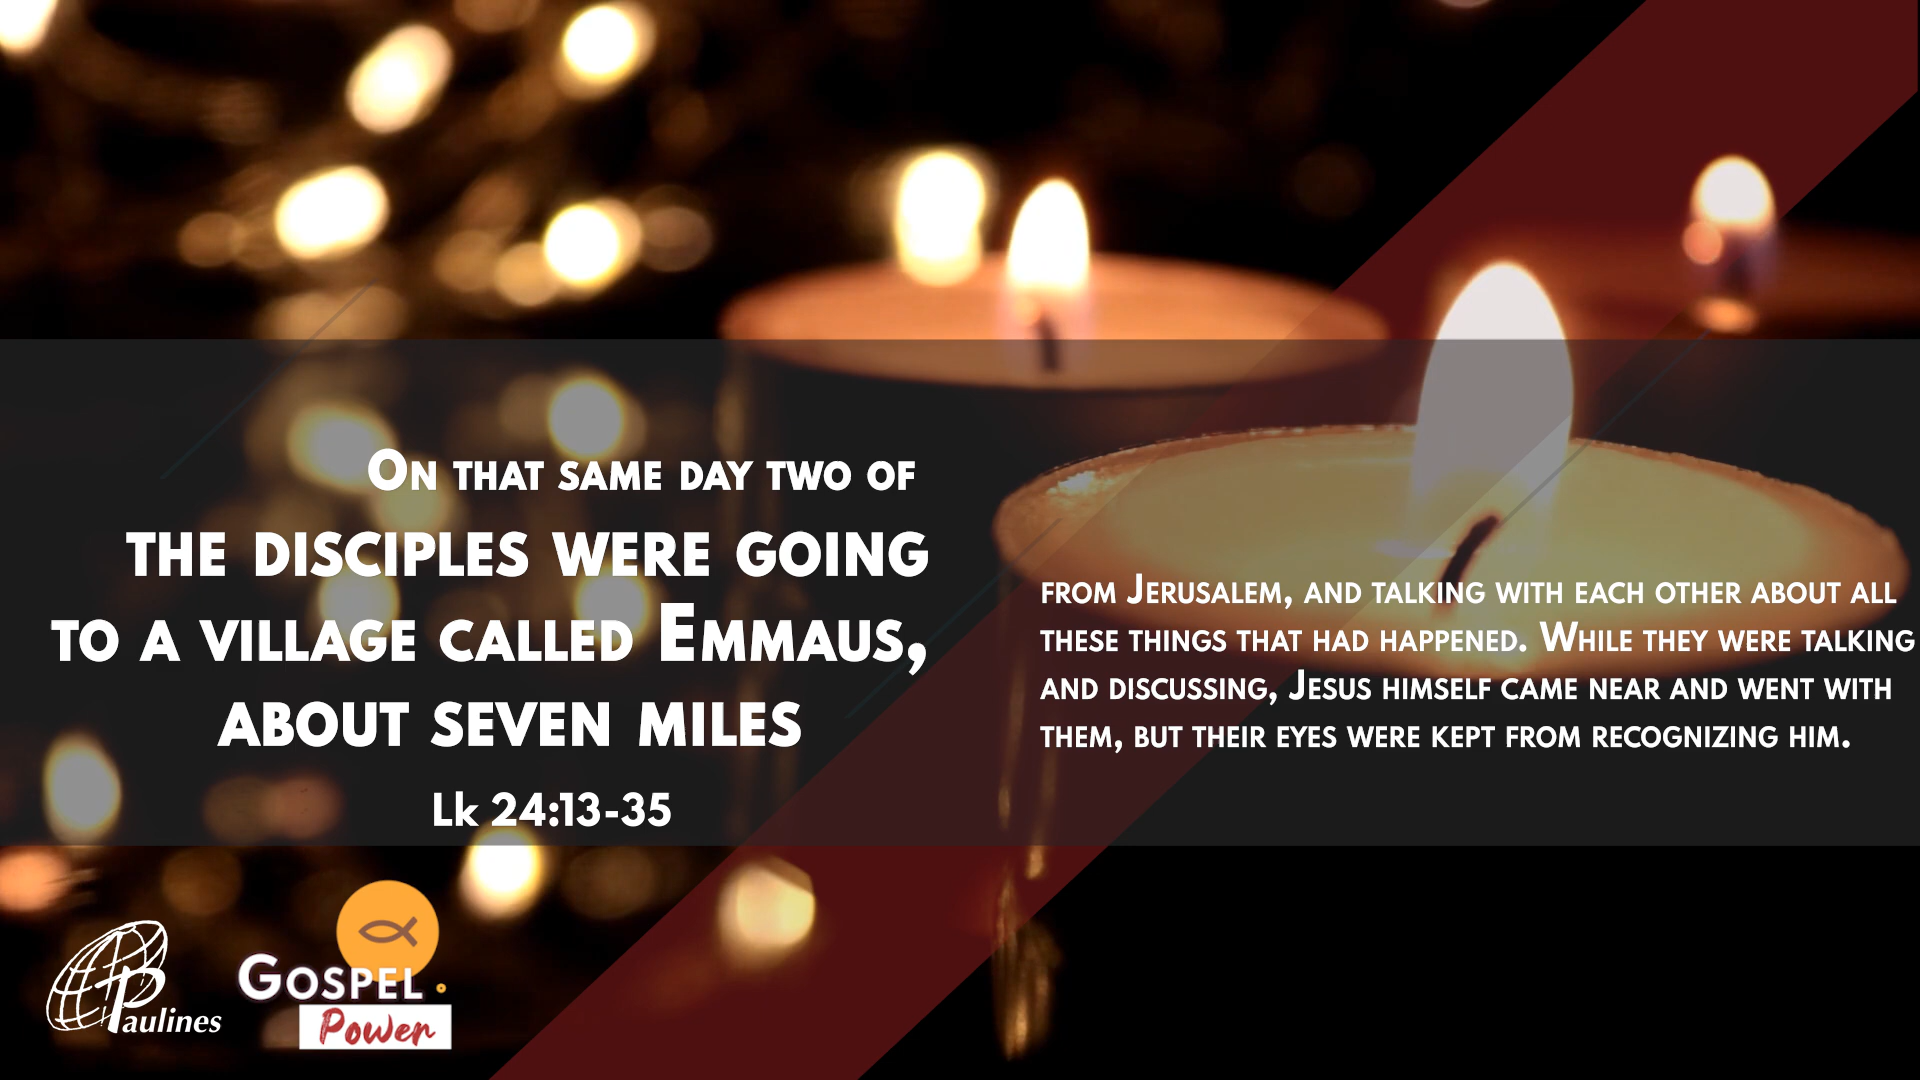 On that same day two of
the disciples were going
to a village called Emmaus,
about seven miles
Lk 24:13-35
from Jerusalem, and talking with each other about all
these things that had happened. While they were talking
and discussing, Jesus himself came near and went with
them, but their eyes were kept from recognizing him.
Paulines
Gospel
Power